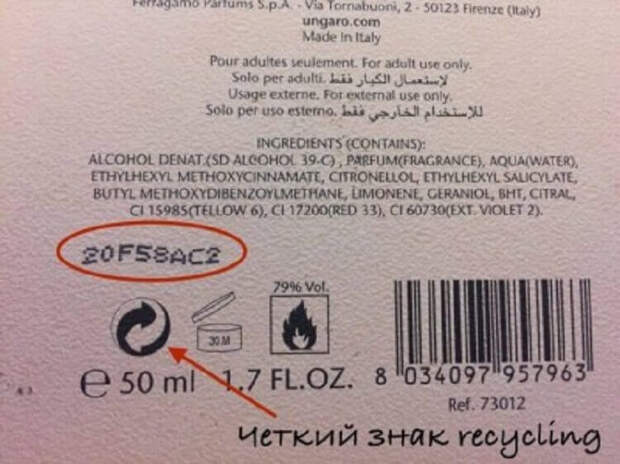 Ferragamo Parfums S.p.A. - Via Tornabuoni, 2 - 50123 Firenze (Italy)
ungaro.com
Made in Italy
Pour adultes seulement. For adult use only.
Solo per adulti. لاستعمال الكبار فقط
Usage externe. For external use only.
Solo per uso esterno. للاستخدام الخارجي فقط.
INGREDIENTS (CONTAINS):
ALCOHOL DENAT.(SD ALCOHOL 39-C) , PARFUM(FRAGRANCE), AQUA(WATER),
ETHYLHEXYL METHOXYCINNAMATE, CITRONELLOL, ETHYLHEXYL SALICYLATE,
BUTYL METHOXYDIBENZOYLMETHANE, LIMONENE, GERANIOL, BHT, CITRAL,
CI 15985(YELLOW 6), CI 17200(RED 33), CI 60730(EXT. VIOLET 2).
20F58AC2
79% Vol.
30 M
e 50 ml 1.7 FL.OZ.
8 034097 957963
Ref. 73012
Четкий знак recycling